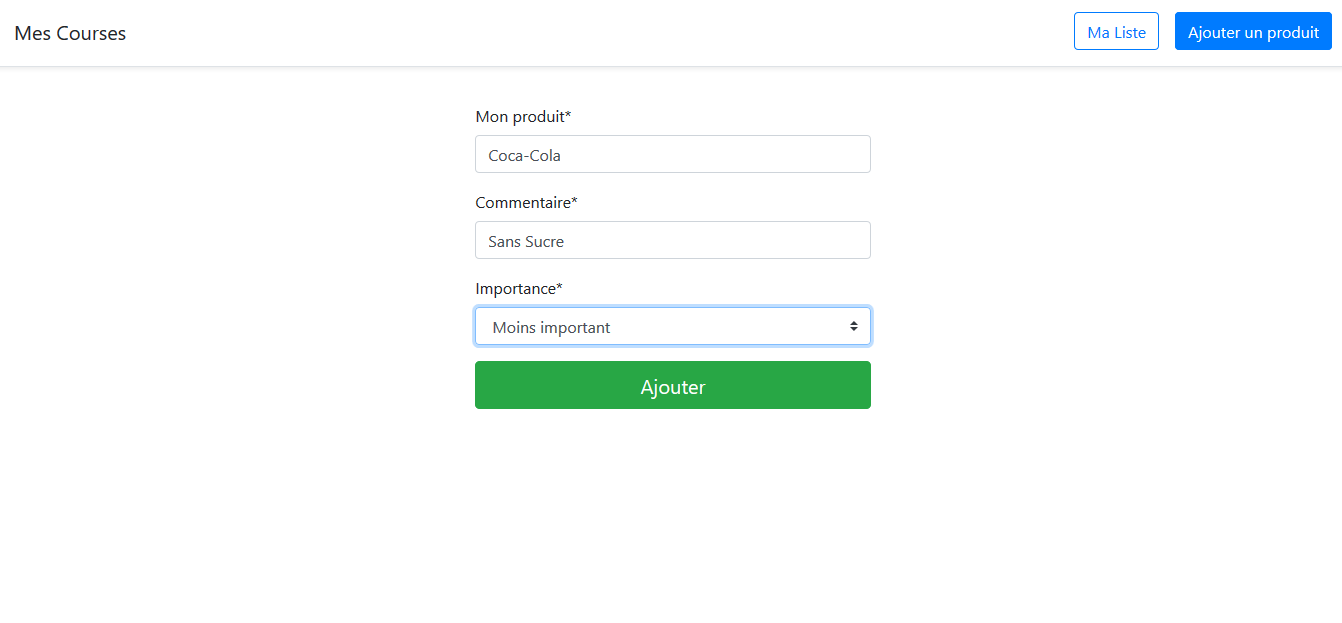 Mes Courses
Ma Liste
Ajouter un produit
Mon produit*
Coca-Cola
Commentaire*
Sans Sucre
Importance*
Moins important
Ajouter